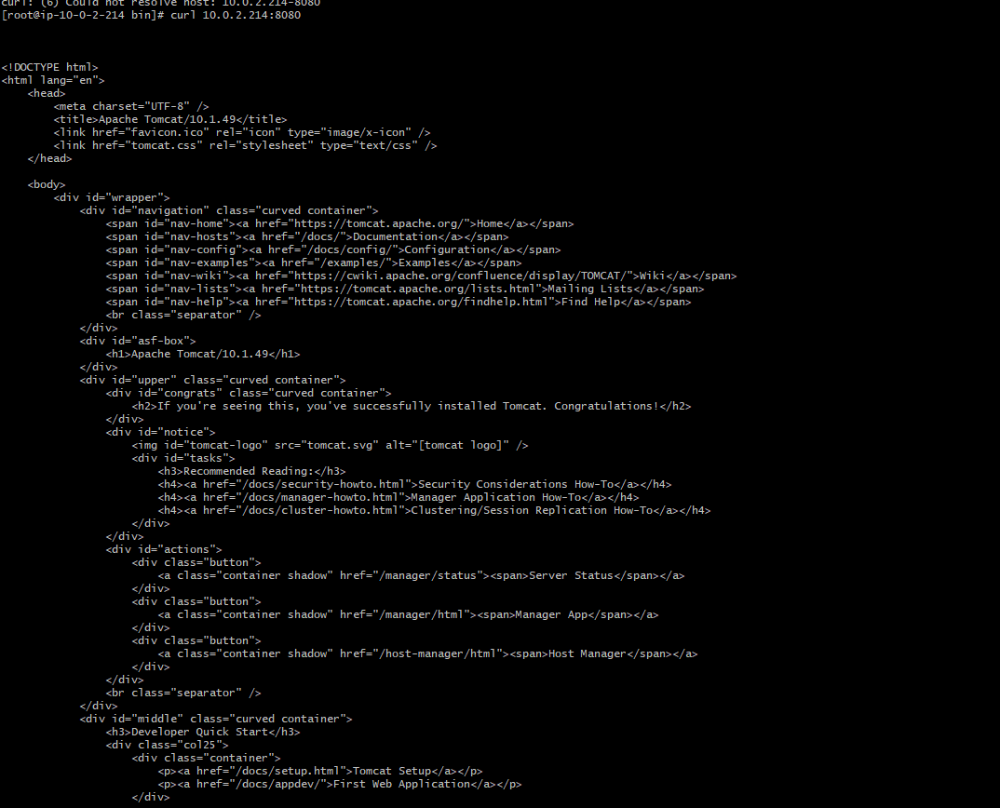 curl: (6) Could not resolve host: 10.0.2.214-8080
[root@ip-10-0-2-214 bin]# curl 10.0.2.214:8080
<!DOCTYPE html>
<html lang="en">
    <head>
        <meta charset="UTF-8" />
        <title>Apache Tomcat/10.1.49</title>
        <link href="favicon.ico" rel="icon" type="image/x-icon" />
        <link href="tomcat.css" rel="stylesheet" type="text/css" />
    </head>
    <body>
        <div id="wrapper">
            <div id="navigation" class="curved container">
                <span id="nav-home"><a href="https://tomcat.apache.org/">Home</a></span>
                <span id="nav-hosts"><a href="/docs/">Documentation</a></span>
                <span id="nav-config"><a href="/docs/config/">Configuration</a></span>
                <span id="nav-examples"><a href="/examples/">Examples</a></span>
                <span id="nav-wiki"><a href="https://cwiki.apache.org/confluence/display/TOMCAT/">Wiki</a></span>
                <span id="nav-lists"><a href="https://tomcat.apache.org/lists.html">Mailing Lists</a></span>
                <span id="nav-help"><a href="https://tomcat.apache.org/findhelp.html">Find Help</a></span>
                <br class="separator" />
            </div>
            <div id="asf-box">
                <h1>Apache Tomcat/10.1.49</h1>
            </div>
            <div id="upper" class="curved container">
                <div id="congrats" class="curved container">
                    <h2>If you're seeing this, you've successfully installed Tomcat. Congratulations!</h2>
                </div>
                <div id="notice">
                    <img id="tomcat-logo" src="tomcat.svg" alt="[tomcat logo]" />
                    <div id="tasks">
                        <h3>Recommended Reading:</h3>
                        <h4><a href="/docs/security-howto.html">Security Considerations How-To</a></h4>
                        <h4><a href="/docs/manager-howto.html">Manager Application How-To</a></h4>
                        <h4><a href="/docs/cluster-howto.html">Clustering/Session Replication How-To</a></h4>
                    </div>
                </div>
                <div id="actions">
                    <div class="button">
                        <a class="container shadow" href="/manager/status"><span>Server Status</span></a>
                    </div>
                    <div class="button">
                        <a class="container shadow" href="/manager/html"><span>Manager App</span></a>
                    </div>
                    <div class="button">
                        <a class="container shadow" href="/host-manager/html"><span>Host Manager</span></a>
                    </div>
                </div>
                <br class="separator" />
            </div>
            <div id="middle" class="curved container">
                <h3>Developer Quick Start</h3>
                <div class="col25">
                    <div class="container">
                        <p><a href="/docs/setup.html">Tomcat Setup</a></p>
                        <p><a href="/docs/appdev/">First Web Application</a></p>
                    </div>